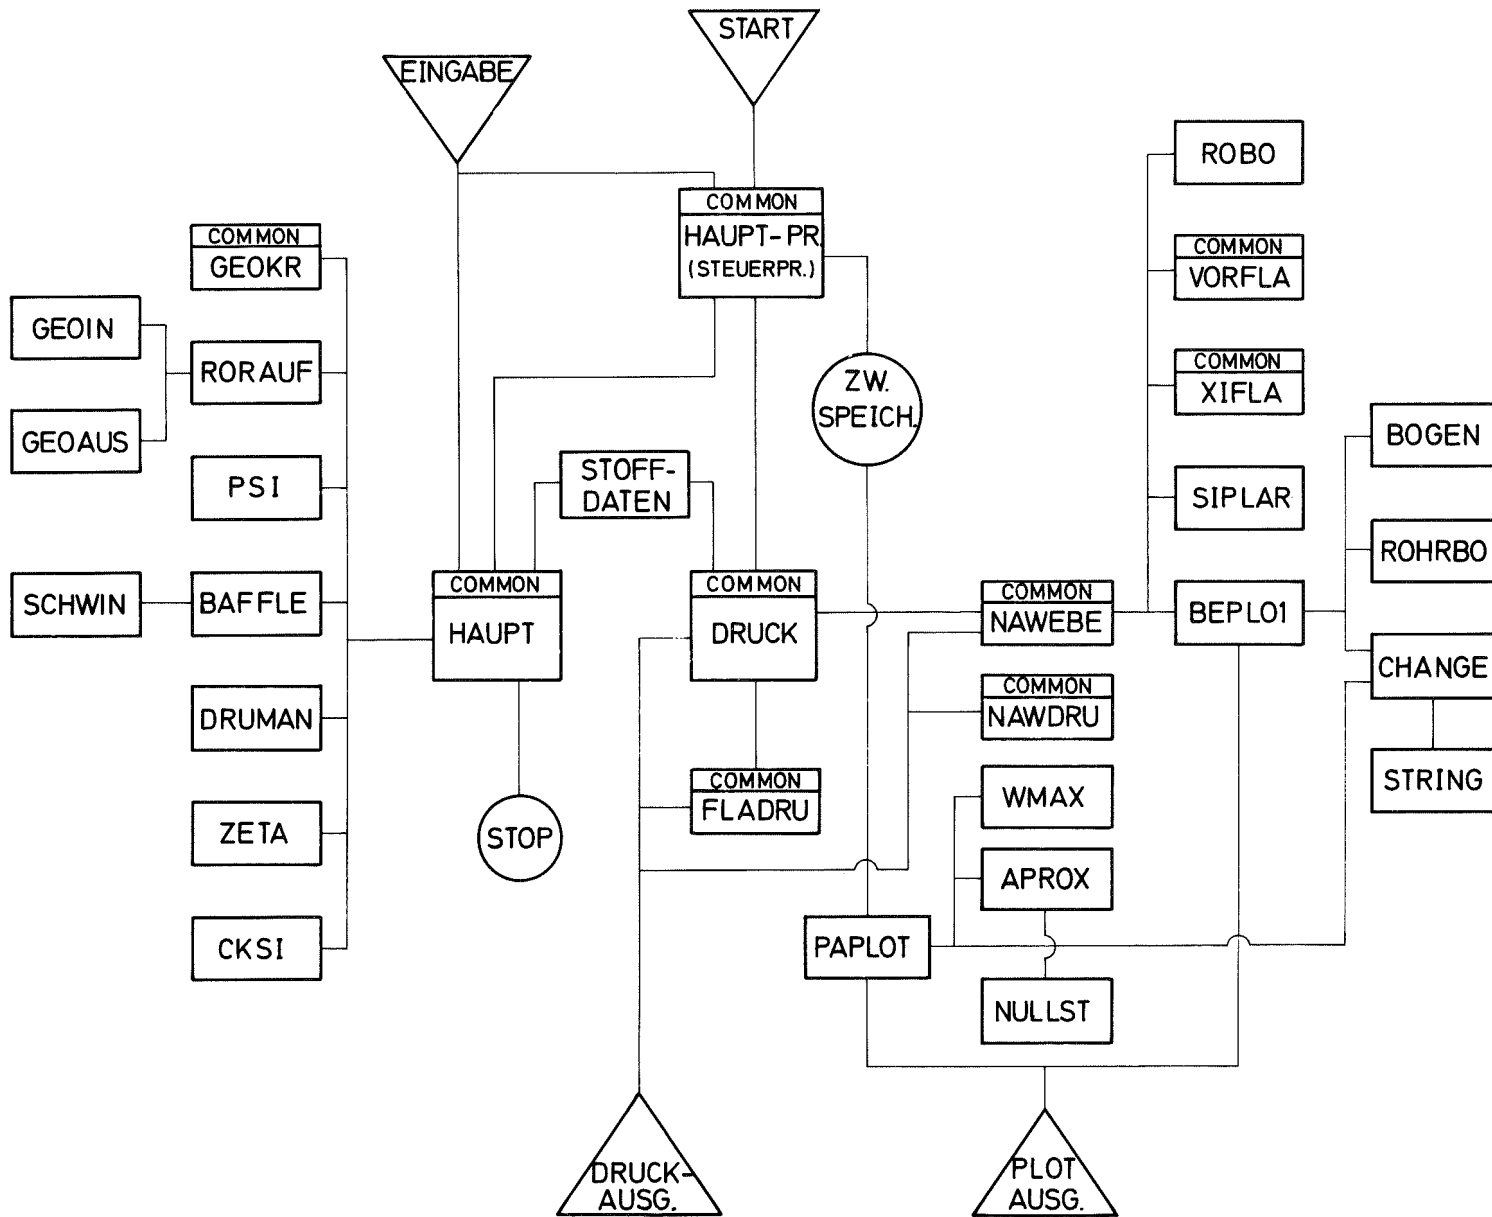 START
EINGABE
ROBO
COMMON
HAUPT-PR.
(STEUERPR.)
COMMON
GEOKR
COMMON
VORFLA
GEOIN
RORAUF
COMMON
XIFLA
ZW.
SPEICH.
GEOAUS
BOGEN
PSI
STOFF-
DATEN
SIPLAR
ROHRBO
SCHWIN
BAFFLE
COMMON
HAUPT
COMMON
DRUCK
COMMON
NAWEBE
BEPLO1
CHANGE
DRUMAN
COMMON
NAWDRU
STRING
COMMON
FLADRU
WMAX
ZETA
STOP
APROX
CKSI
PAPLOT
NULLST
DRUCK-
AUSG.
PLOT
AUSG.